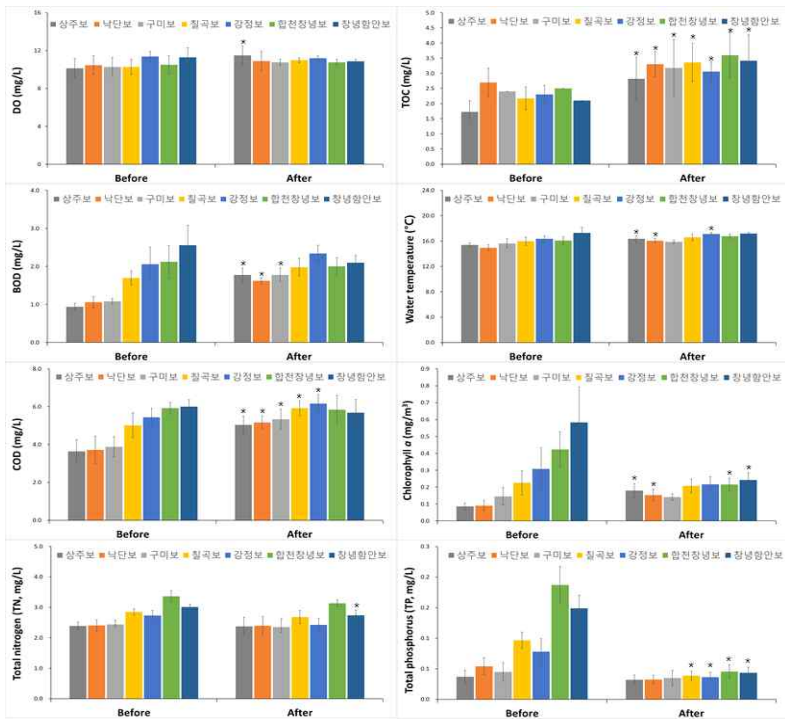 상주보 낙단보 구미보 칠곡보 강정보 합천창녕보 창녕함안보
DO (mg/L)
16
12
8
4
0
Before After
* 
상주보 낙단보 구미보 칠곡보 강정보 합천창녕보 창녕함안보
TOC (mg/L)
4.5
4.0
3.5
3.0
2.5
2.0
1.5
1.0
0.5
0.0
Before After
* * * * * * *
상주보 낙단보 구미보 칠곡보 강정보 합천창녕보 창녕함안보
BOD (mg/L)
4.0
3.0
2.0
1.0
0.0
Before After
* * *
상주보 낙단보 구미보 칠곡보 강정보 합천창녕보 창녕함안보
Water temperature (°C)
24.0
16.0
8.0
0.0
Before After
* * *
상주보 낙단보 구미보 칠곡보 강정보 합천창녕보 창녕함안보
COD (mg/L)
8.0
6.0
4.0
2.0
0.0
Before After
* * * * *
상주보 낙단보 구미보 칠곡보 강정보 합천창녕보 창녕함안보
Chlorophyll a (mg/m³)
0.9
0.8
0.7
0.6
0.5
0.4
0.3
0.2
0.1
0.0
Before After
* * * *
상주보 낙단보 구미보 칠곡보 강정보 합천창녕보 창녕함안보
Total nitrogen (TN, mg/L)
5.0
4.0
3.0
2.0
1.0
0.0
Before After
*
상주보 낙단보 구미보 칠곡보 강정보 합천창녕보 창녕함안보
Total phosphorus (TP, mg/L)
0.3
0.2
0.2
0.1
0.1
0.0
Before After
* * * *